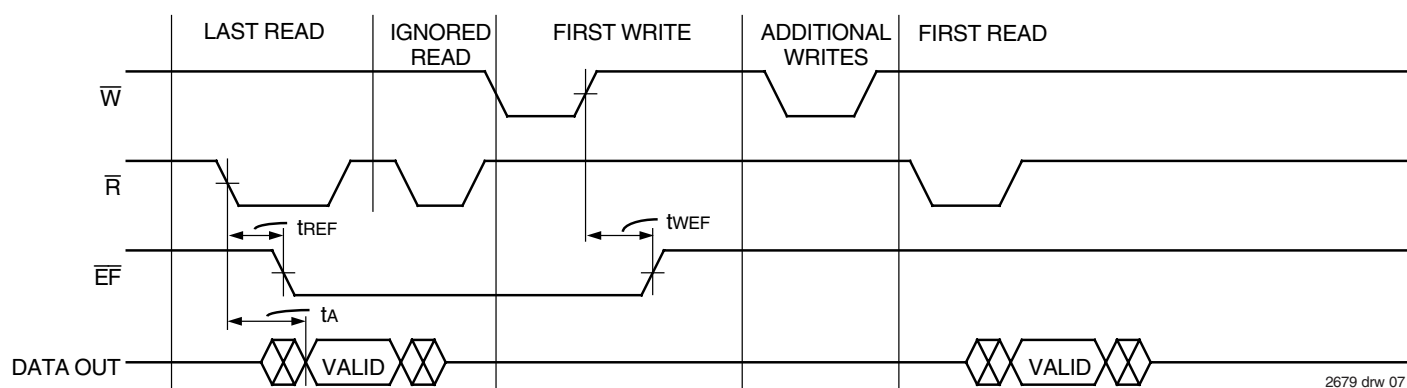 LAST READ
IGNORED
READ
FIRST WRITE
ADDITIONAL
WRITES
FIRST READ
W
R
tREF
tWEF
EF
tA
DATA OUT
VALID
VALID
2679 drw 07